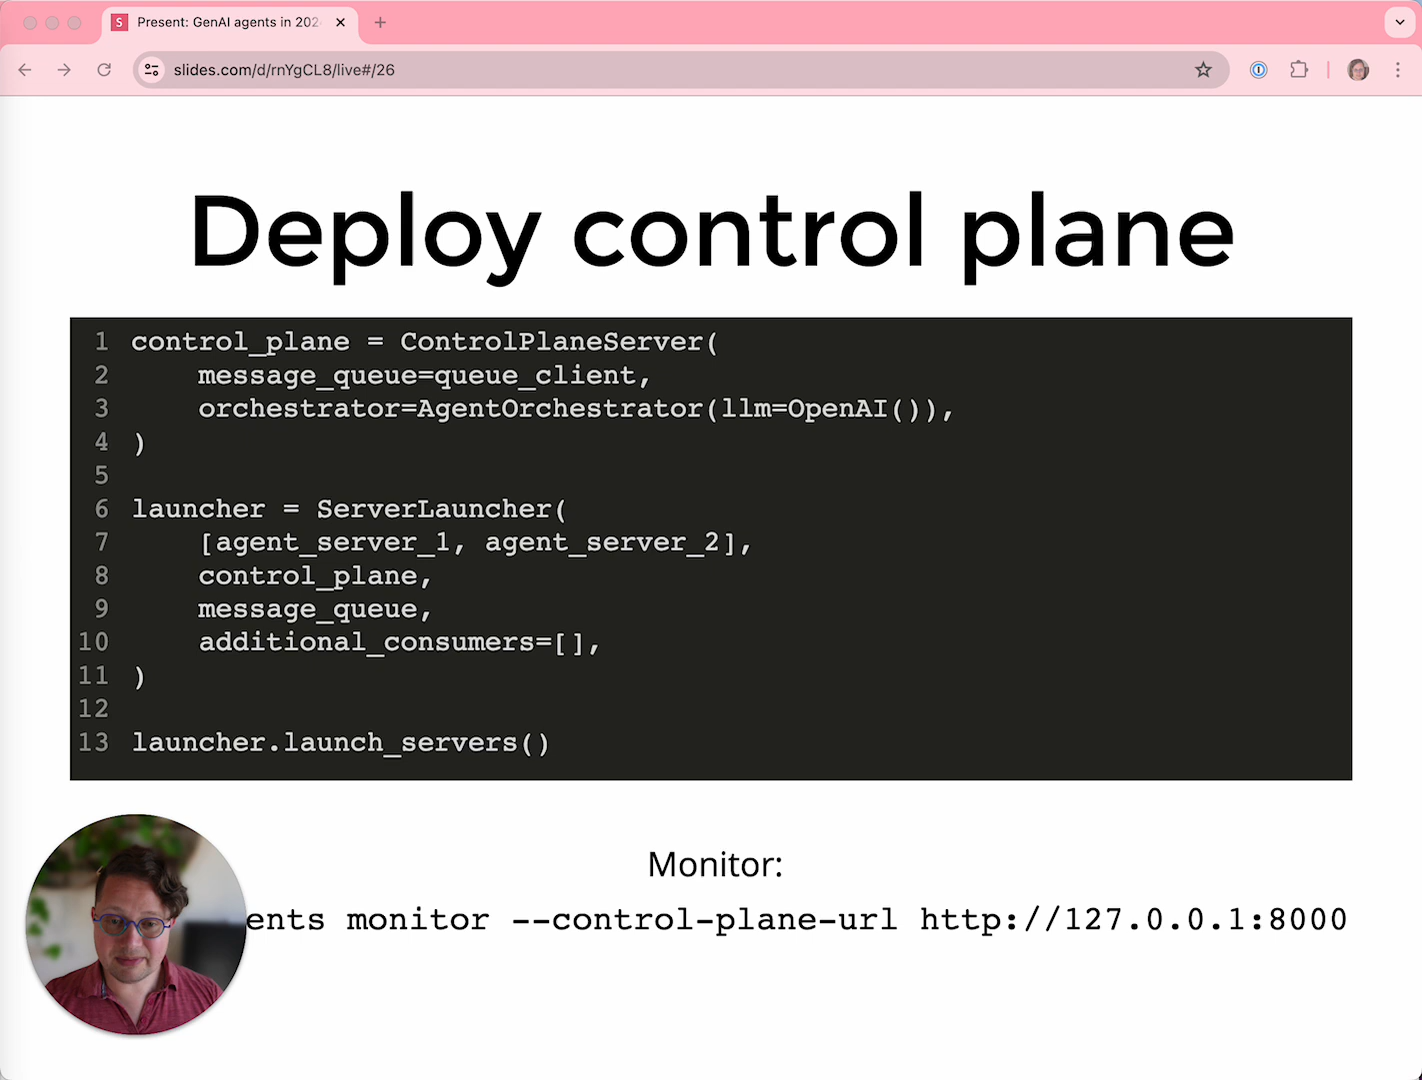 S Present: GenAI agents in 202
slides.com/d/rnYgCL8/live#/26
Deploy control plane
1 control_plane = ControlPlaneServer(
2     message_queue=queue_client,
3     orchestrator=AgentOrchestrator(llm=OpenAI()),
4 )
5
6 launcher = ServerLauncher(
7     [agent_server_1, agent_server_2],
8     control_plane,
9     message_queue,
10     additional_consumers=[],
11 )
12
13 launcher.launch_servers()
Monitor:
ents monitor --control-plane-url http://127.0.0.1:8000